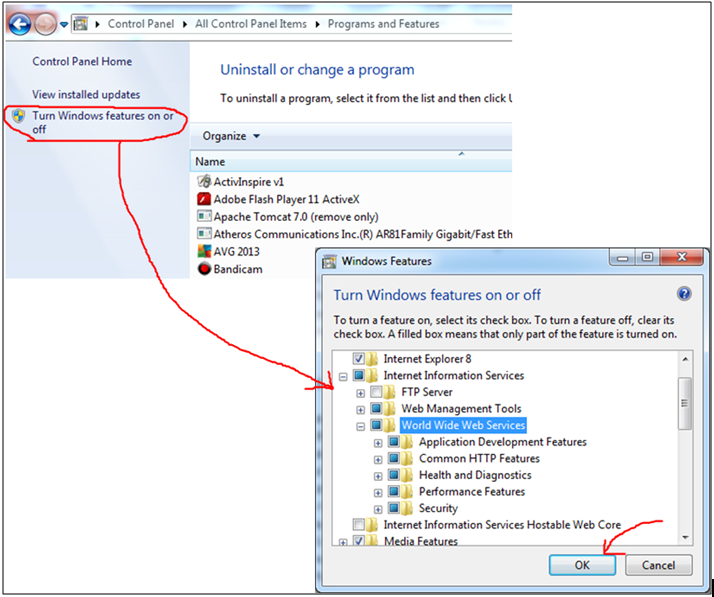 Control Panel ▸ All Control Panel Items ▸ Programs and Features
Control Panel Home
View installed updates
Turn Windows features on or
off
Uninstall or change a program
To uninstall a program, select it from the list and then click U
Organize
Name
ActivInspire v1
Adobe Flash Player 11 ActiveX
Apache Tomcat 7.0 (remove only)
Atheros Communications Inc.(R) AR81Family Gigabit/Fast Eth
AVG 2013
Bandicam
Windows Features
Turn Windows features on or off
To turn a feature on, select its check box. To turn a feature off, clear its
check box. A filled box means that only part of the feature is turned on.
Internet Explorer 8
Internet Information Services
FTP Server
Web Management Tools
World Wide Web Services
Application Development Features
Common HTTP Features
Health and Diagnostics
Performance Features
Security
Internet Information Services Hostable Web Core
Media Features
OK
Cancel